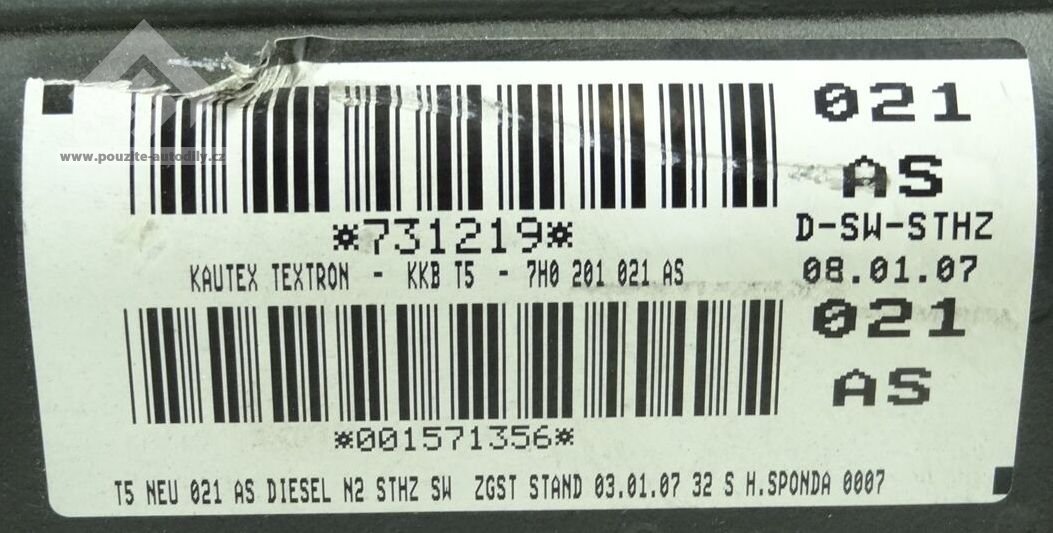 021
AS
www.pouzite-autodily.cz
*731219*
D-SW-STHZ
KAUTEX TEXTRON - KKB T5 - 7H0 201 021 AS
08.01.07
021
AS
*001571356*
T5 NEU 021 AS DIESEL N2 STHZ SW ZGST STAND 03.01.07 32 S H.SPONDA 0007